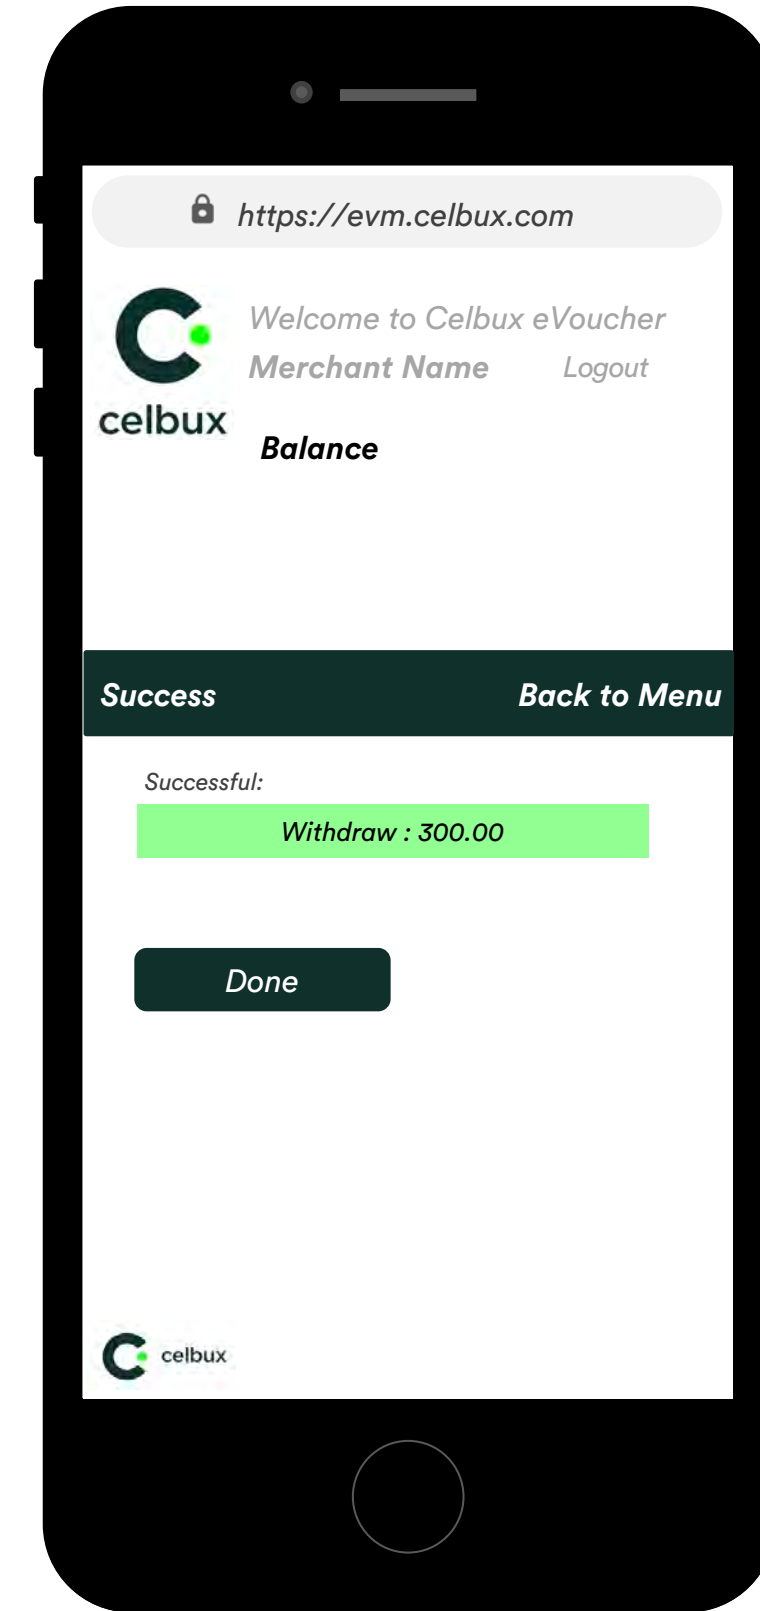 https://evm.celbux.com
Welcome to Celbux eVoucher
Merchant Name Logout
celbux
Balance
Success Back to Menu
Successful:
Withdraw : 300.00
Done
celbux